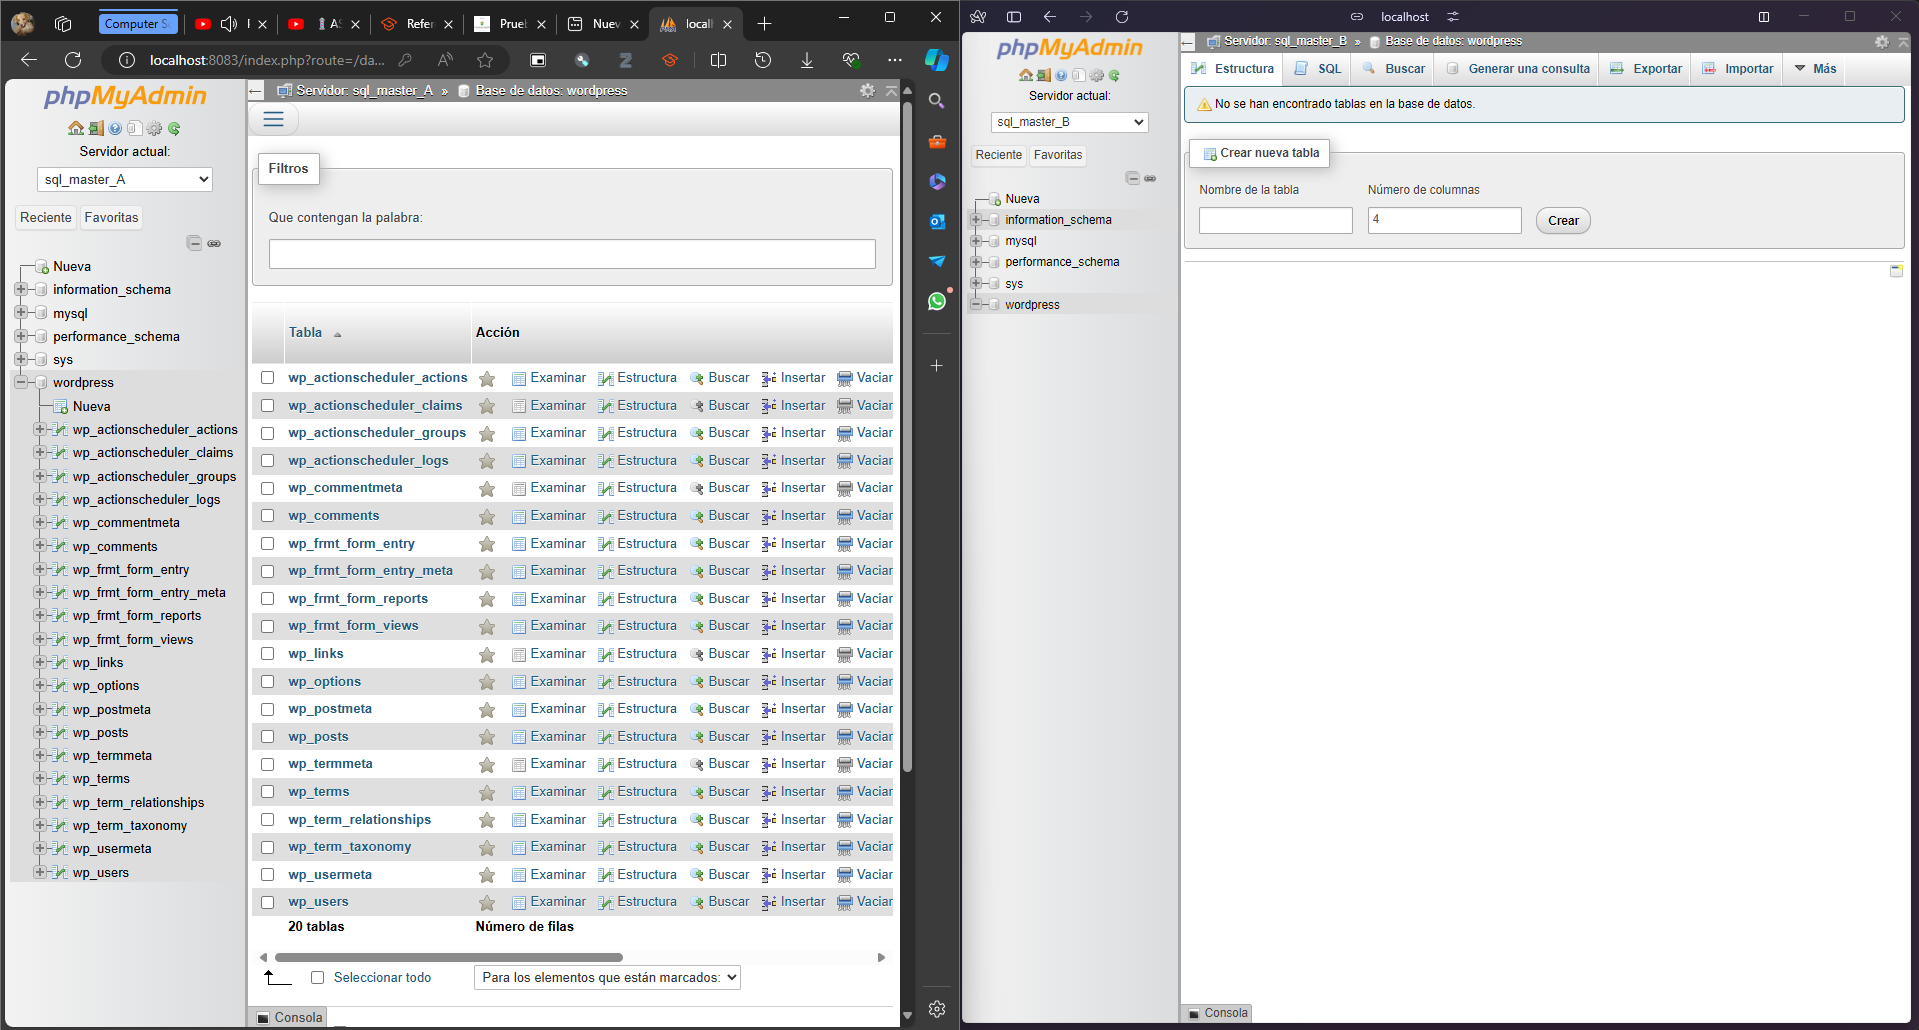 Computer S
AS
Refer
Prueb
Nuev
locall
localhost:8083/index.php?route=/da...
phpMyAdmin
Servidor actual:
sql_master_A
Reciente
Favoritas
Nueva
information_schema
mysql
performance_schema
sys
wordpress
Nueva
wp_actionscheduler_actions
wp_actionscheduler_claims
wp_actionscheduler_groups
wp_actionscheduler_logs
wp_commentmeta
wp_comments
wp_frmt_form_entry
wp_frmt_form_entry_meta
wp_frmt_form_reports
wp_frmt_form_views
wp_links
wp_options
wp_postmeta
wp_posts
wp_termmeta
wp_terms
wp_term_relationships
wp_term_taxonomy
wp_usermeta
wp_users
Servidor: sql_master_A » Base de datos: wordpress
Filtros
Que contengan la palabra:
Tabla Acción
wp_actionscheduler_actions Examinar Estructura Buscar Insertar Vaciar
wp_actionscheduler_claims Examinar Estructura Buscar Insertar Vaciar
wp_actionscheduler_groups Examinar Estructura Buscar Insertar Vaciar
wp_actionscheduler_logs Examinar Estructura Buscar Insertar Vaciar
wp_commentmeta Examinar Estructura Buscar Insertar Vaciar
wp_comments Examinar Estructura Buscar Insertar Vaciar
wp_frmt_form_entry Examinar Estructura Buscar Insertar Vaciar
wp_frmt_form_entry_meta Examinar Estructura Buscar Insertar Vaciar
wp_frmt_form_reports Examinar Estructura Buscar Insertar Vaciar
wp_frmt_form_views Examinar Estructura Buscar Insertar Vaciar
wp_links Examinar Estructura Buscar Insertar Vaciar
wp_options Examinar Estructura Buscar Insertar Vaciar
wp_postmeta Examinar Estructura Buscar Insertar Vaciar
wp_posts Examinar Estructura Buscar Insertar Vaciar
wp_termmeta Examinar Estructura Buscar Insertar Vaciar
wp_terms Examinar Estructura Buscar Insertar Vaciar
wp_term_relationships Examinar Estructura Buscar Insertar Vaciar
wp_term_taxonomy Examinar Estructura Buscar Insertar Vaciar
wp_usermeta Examinar Estructura Buscar Insertar Vaciar
wp_users Examinar Estructura Buscar Insertar Vaciar
20 tablas Número de filas
Seleccionar todo
Para los elementos que están marcados:
Consola
localhost
phpMyAdmin
Servidor actual:
sql_master_B
Reciente
Favoritas
Nueva
information_schema
mysql
performance_schema
sys
wordpress
Servidor: sql_master_B » Base de datos: wordpress
Estructura SQL Buscar Generar una consulta Exportar Importar Más
No se han encontrado tablas en la base de datos.
Crear nueva tabla
Nombre de la tabla Número de columnas
4 Crear
Consola